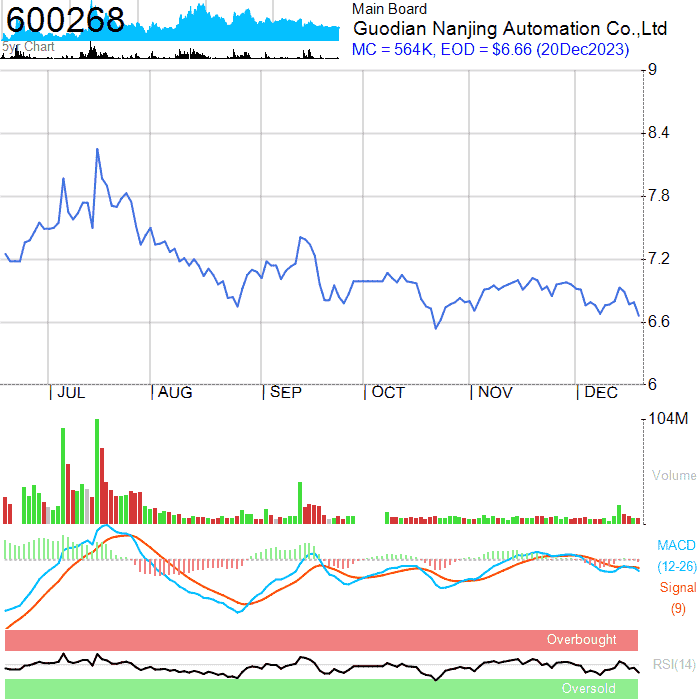 600268
5yr Chart
Main Board
Guodian Nanjing Automation Co.,Ltd
MC = 564K, EOD = $6.66 (20Dec2023)
9
8.4
7.8
7.2
6.6
6
JUL
AUG
SEP
OCT
NOV
DEC
104M
Volume
MACD
(12-26)
Signal
(9)
Overbought
RSI(14)
Oversold